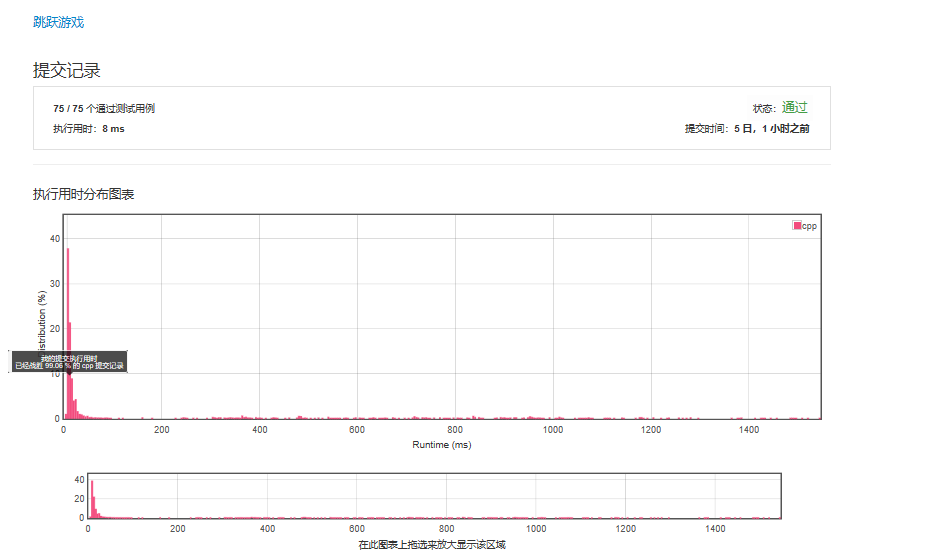 跳跃游戏
提交记录
75 / 75 个通过测试用例
状态：通过
执行用时：8 ms
提交时间：5 日，1 小时之前
执行用时分布图表
cpp
40
30
20
10
0
istribution (%)
我的提交执行用时
已经战胜 99.06 % 的 cpp 提交记录
0 200 400 600 800 1000 1200 1400
Runtime (ms)
40
20
0
0 200 400 600 800 1000 1200 1400
在此图表上拖选来放大显示该区域